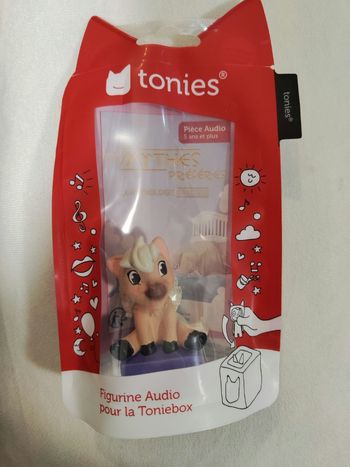 tonies®
tonies®
Pièce Audio
5 ans et plus
MYTHES
PRÉFÉRÉS
Figurine Audio
pour la Toniebox